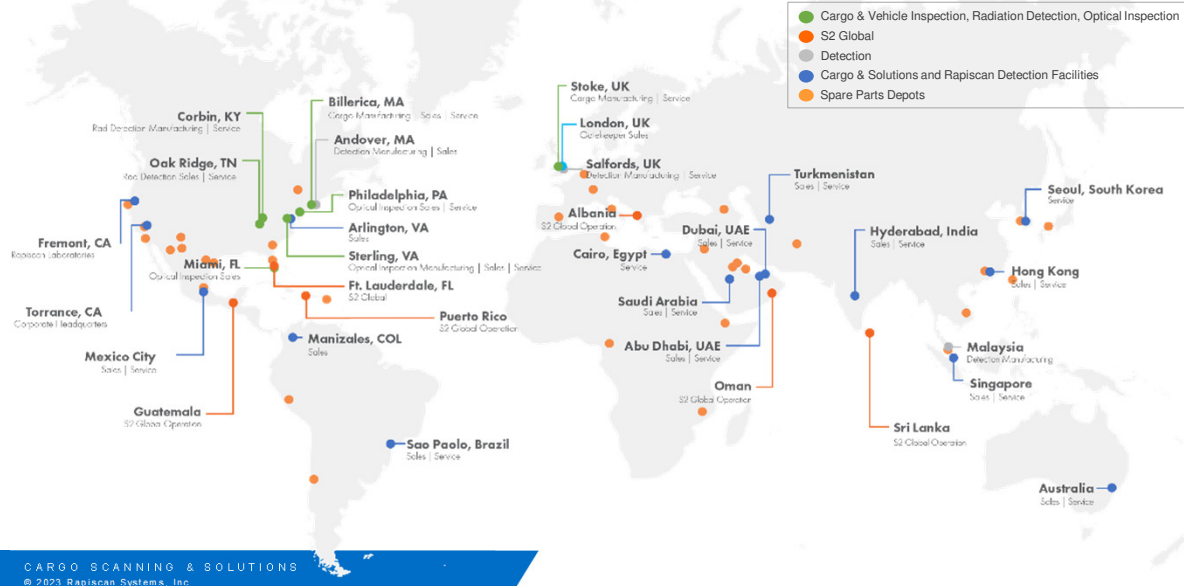 Cargo & Vehicle Inspection, Radiation Detection, Optical Inspection
S2 Global
Detection
Cargo & Solutions and Rapiscan Detection Facilities
Spare Parts Depots
Corbin, KY
Rad Detection Manufacturing | Service
Oak Ridge, TN
Rad Detection Sales | Service
Billerica, MA
Cargo Manufacturing | Sales | Service
Andover, MA
Detection Manufacturing | Sales
Philadelphia, PA
Optical Inspection Sales | Service
Arlington, VA
Sales
Sterling, VA
Optical Inspection Manufacturing | Sales | Service
Ft. Lauderdale, FL
S2 Global
Miami, FL
Optical Inspection Sales
Fremont, CA
Rapiscan Laboratories
Torrance, CA
Corporate Headquarters
Mexico City
Sales | Service
Guatemala
S2 Global Operation
Puerto Rico
S2 Global Operation
Manizales, COL
Sales
Sao Paolo, Brazil
Sales | Service
Stoke, UK
Cargo Manufacturing | Service
London, UK
Gatekeeper Sales
Salfords, UK
Detection Manufacturing | Service
Albania
S2 Global Operation
Turkmenistan
Sales | Service
Dubai, UAE
Sales | Service
Cairo, Egypt
Service
Saudi Arabia
Sales | Service
Abu Dhabi, UAE
Sales | Service
Oman
S2 Global Operation
Hyderabad, India
Sales | Service
Sri Lanka
S2 Global Operation
Seoul, South Korea
Service
Hong Kong
Sales | Service
Malaysia
Detection Manufacturing
Singapore
Sales | Service
Australia
Sales | Service
CARGO SCANNING & SOLUTIONS
© 2023 Rapiscan Systems, Inc